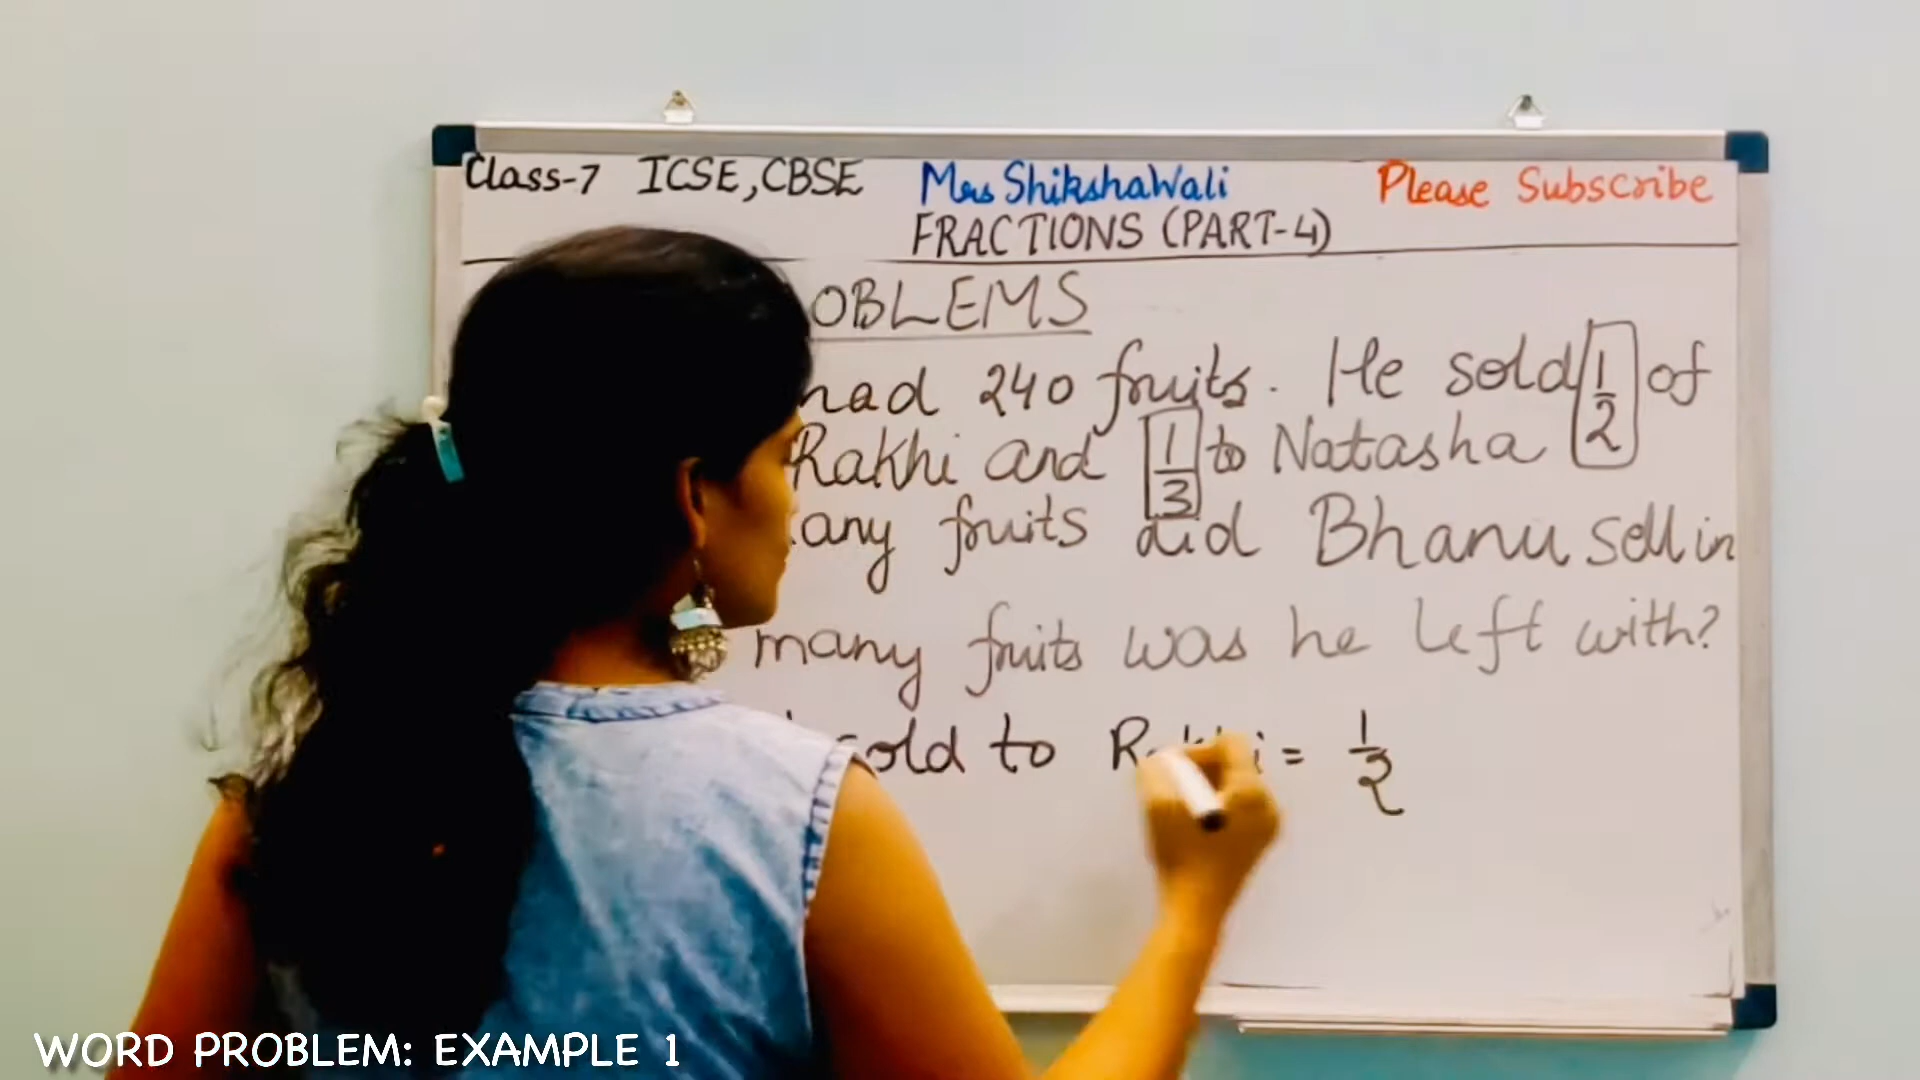 Class-7 ICSE, CBSE Mrs ShikshaWali Please Subscribe
FRACTIONS (PART-4)
OBLEMS
had 240 fruits. He sold 1/2 of
Rakhi and 1/3 to Natasha
any fruits did Bhanu sell in
many fruits was he left with?
sold to Rakhi = 1/2
WORD PROBLEM: EXAMPLE 1